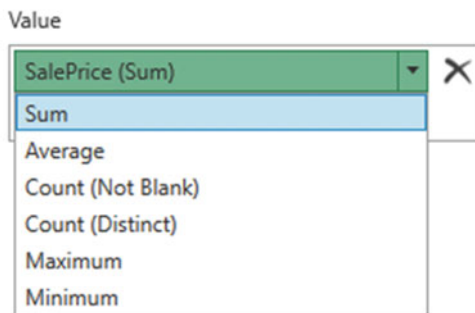 Value
SalePrice (Sum)
Sum
Average
Count (Not Blank)
Count (Distinct)
Maximum
Minimum